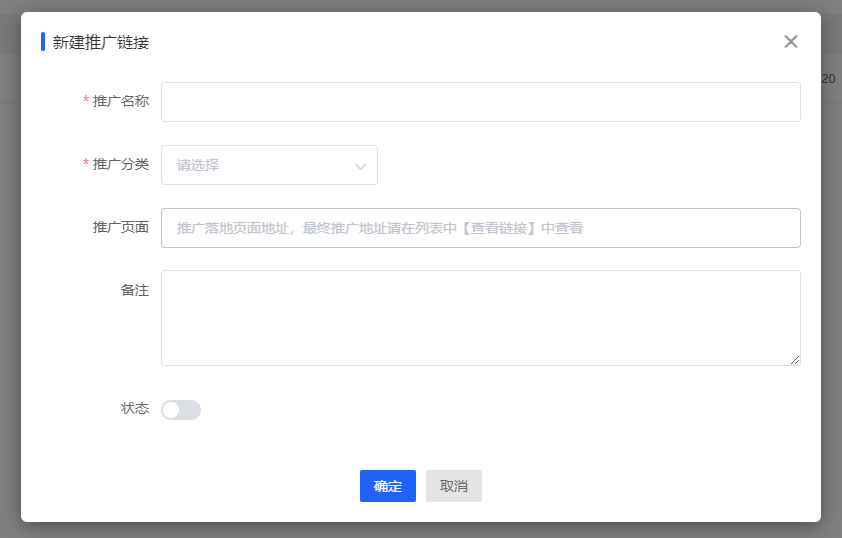 新建推广链接
20
* 推广名称
* 推广分类
请选择
推广页面
推广落地页面地址，最终推广地址请在列表中【查看链接】中查看
备注
状态
确定
取消